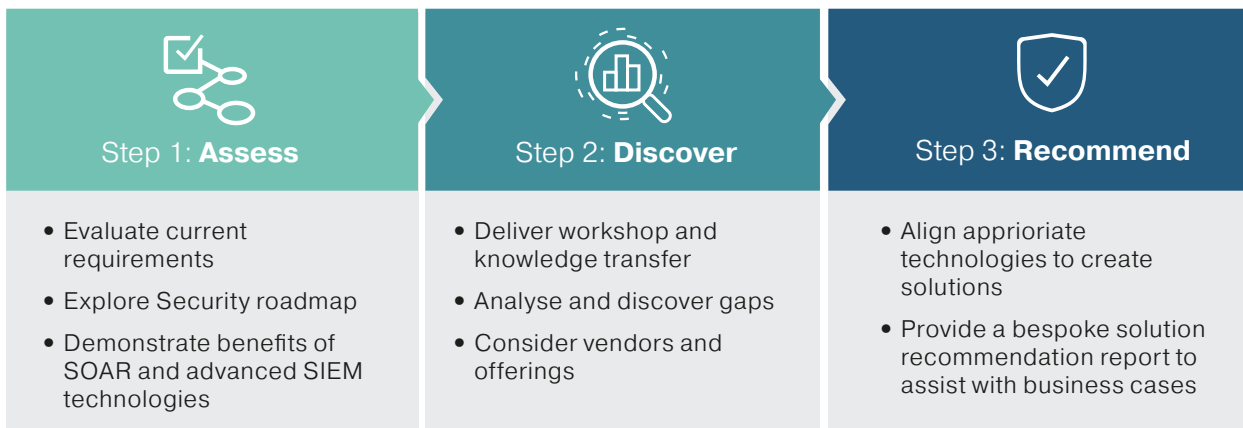 Step 1: Assess
• Evaluate current
requirements
• Explore Security roadmap
• Demonstrate benefits of
SOAR and advanced SIEM
technologies
Step 2: Discover
• Deliver workshop and
knowledge transfer
• Analyse and discover gaps
• Consider vendors and
offerings
Step 3: Recommend
• Align approriate
technologies to create
solutions
• Provide a bespoke solution
recommendation report to
assist with business cases